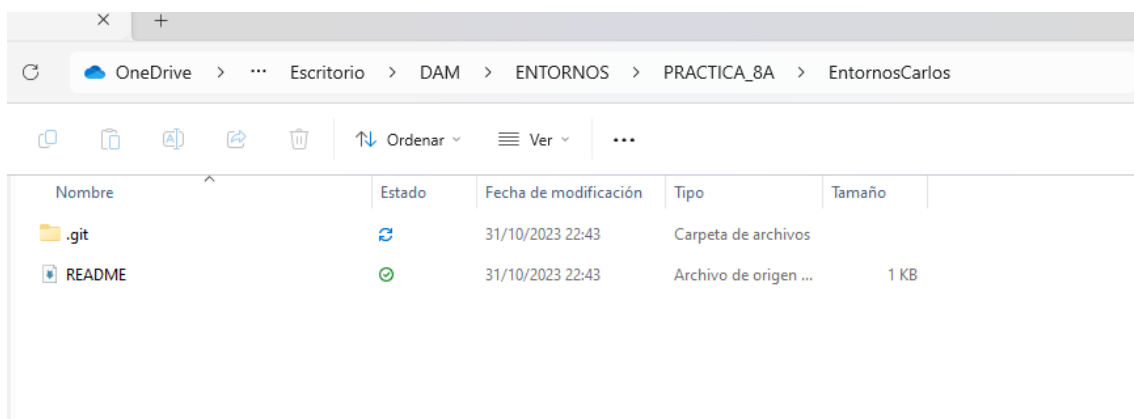 OneDrive > ... Escritorio > DAM > ENTORNOS > PRACTICA_8A > EntornosCarlos
Ordenar Ver ...
Nombre Estado Fecha de modificación Tipo Tamaño
.git 31/10/2023 22:43 Carpeta de archivos
README 31/10/2023 22:43 Archivo de origen ... 1 KB